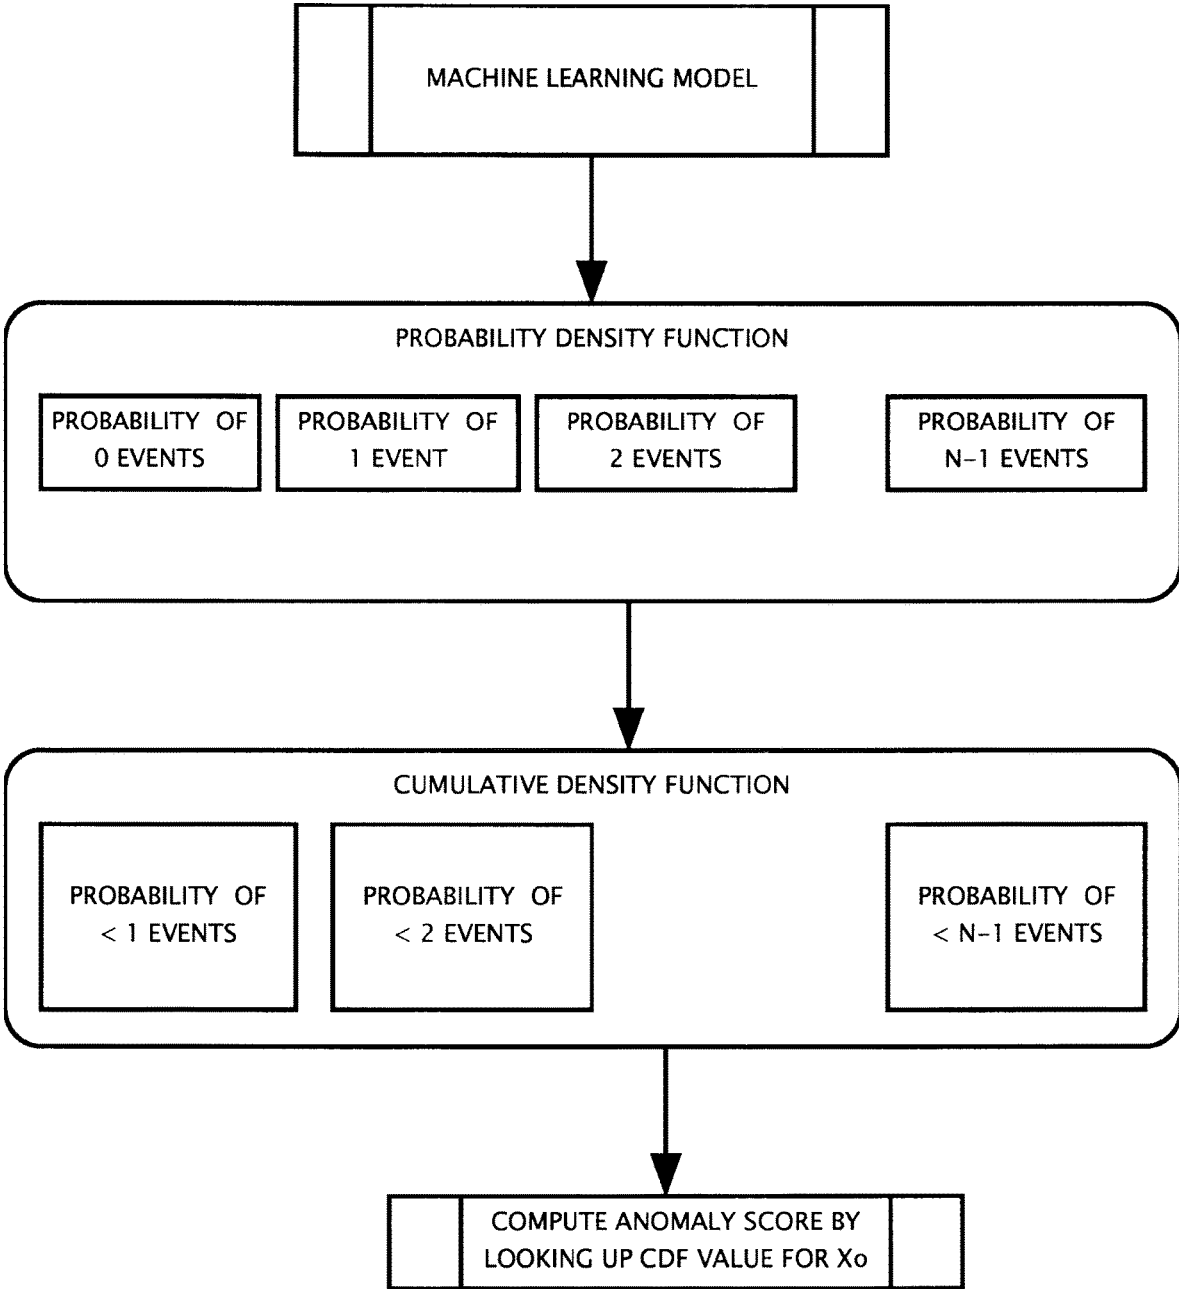 MACHINE LEARNING MODEL
PROBABILITY DENSITY FUNCTION
PROBABILITY OF
0 EVENTS
PROBABILITY OF
1 EVENT
PROBABILITY OF
2 EVENTS
PROBABILITY OF
N-1 EVENTS
CUMULATIVE DENSITY FUNCTION
PROBABILITY OF
< 1 EVENTS
PROBABILITY OF
< 2 EVENTS
PROBABILITY OF
< N-1 EVENTS
COMPUTE ANOMALY SCORE BY
LOOKING UP CDF VALUE FOR Xo